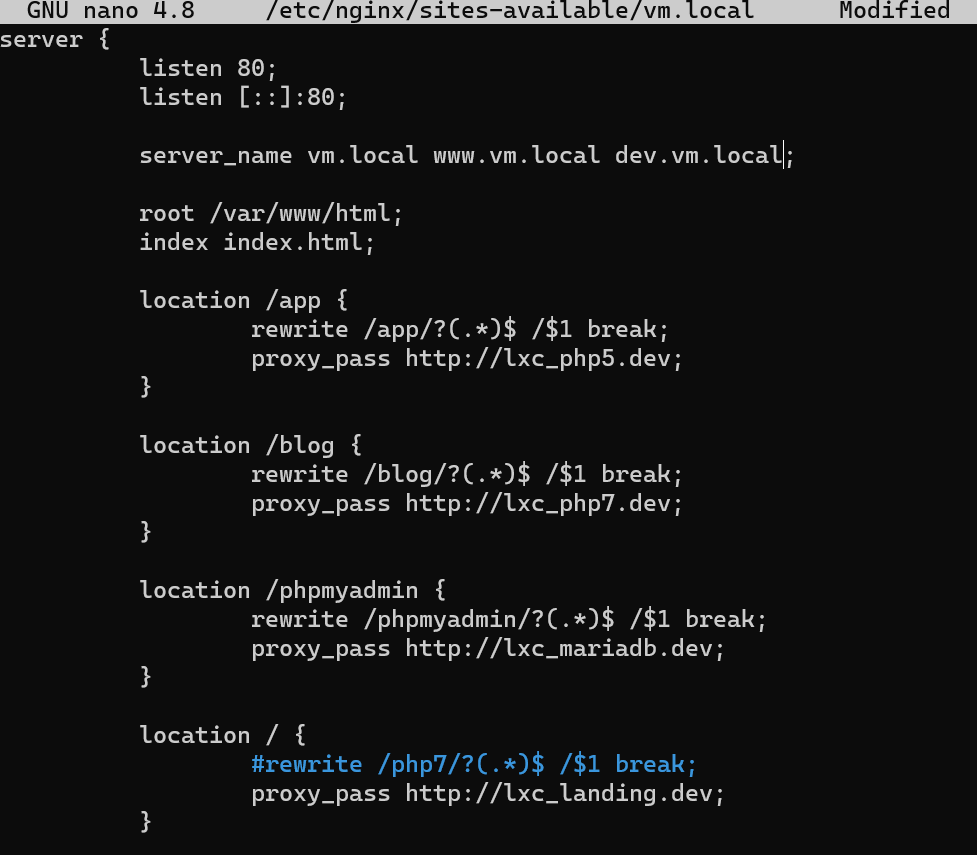 GNU nano 4.8 /etc/nginx/sites-available/vm.local Modified
server {
listen 80;
listen [::]:80;
server_name vm.local www.vm.local dev.vm.local;
root /var/www/html;
index index.html;
location /app {
rewrite /app/?(.*)$ /$1 break;
proxy_pass http://lxc_php5.dev;
}
location /blog {
rewrite /blog/?(.*)$ /$1 break;
proxy_pass http://lxc_php7.dev;
}
location /phpmyadmin {
rewrite /phpmyadmin/?(.*)$ /$1 break;
proxy_pass http://lxc_mariadb.dev;
}
location / {
#rewrite /php7/?(.*)$ /$1 break;
proxy_pass http://lxc_landing.dev;
}